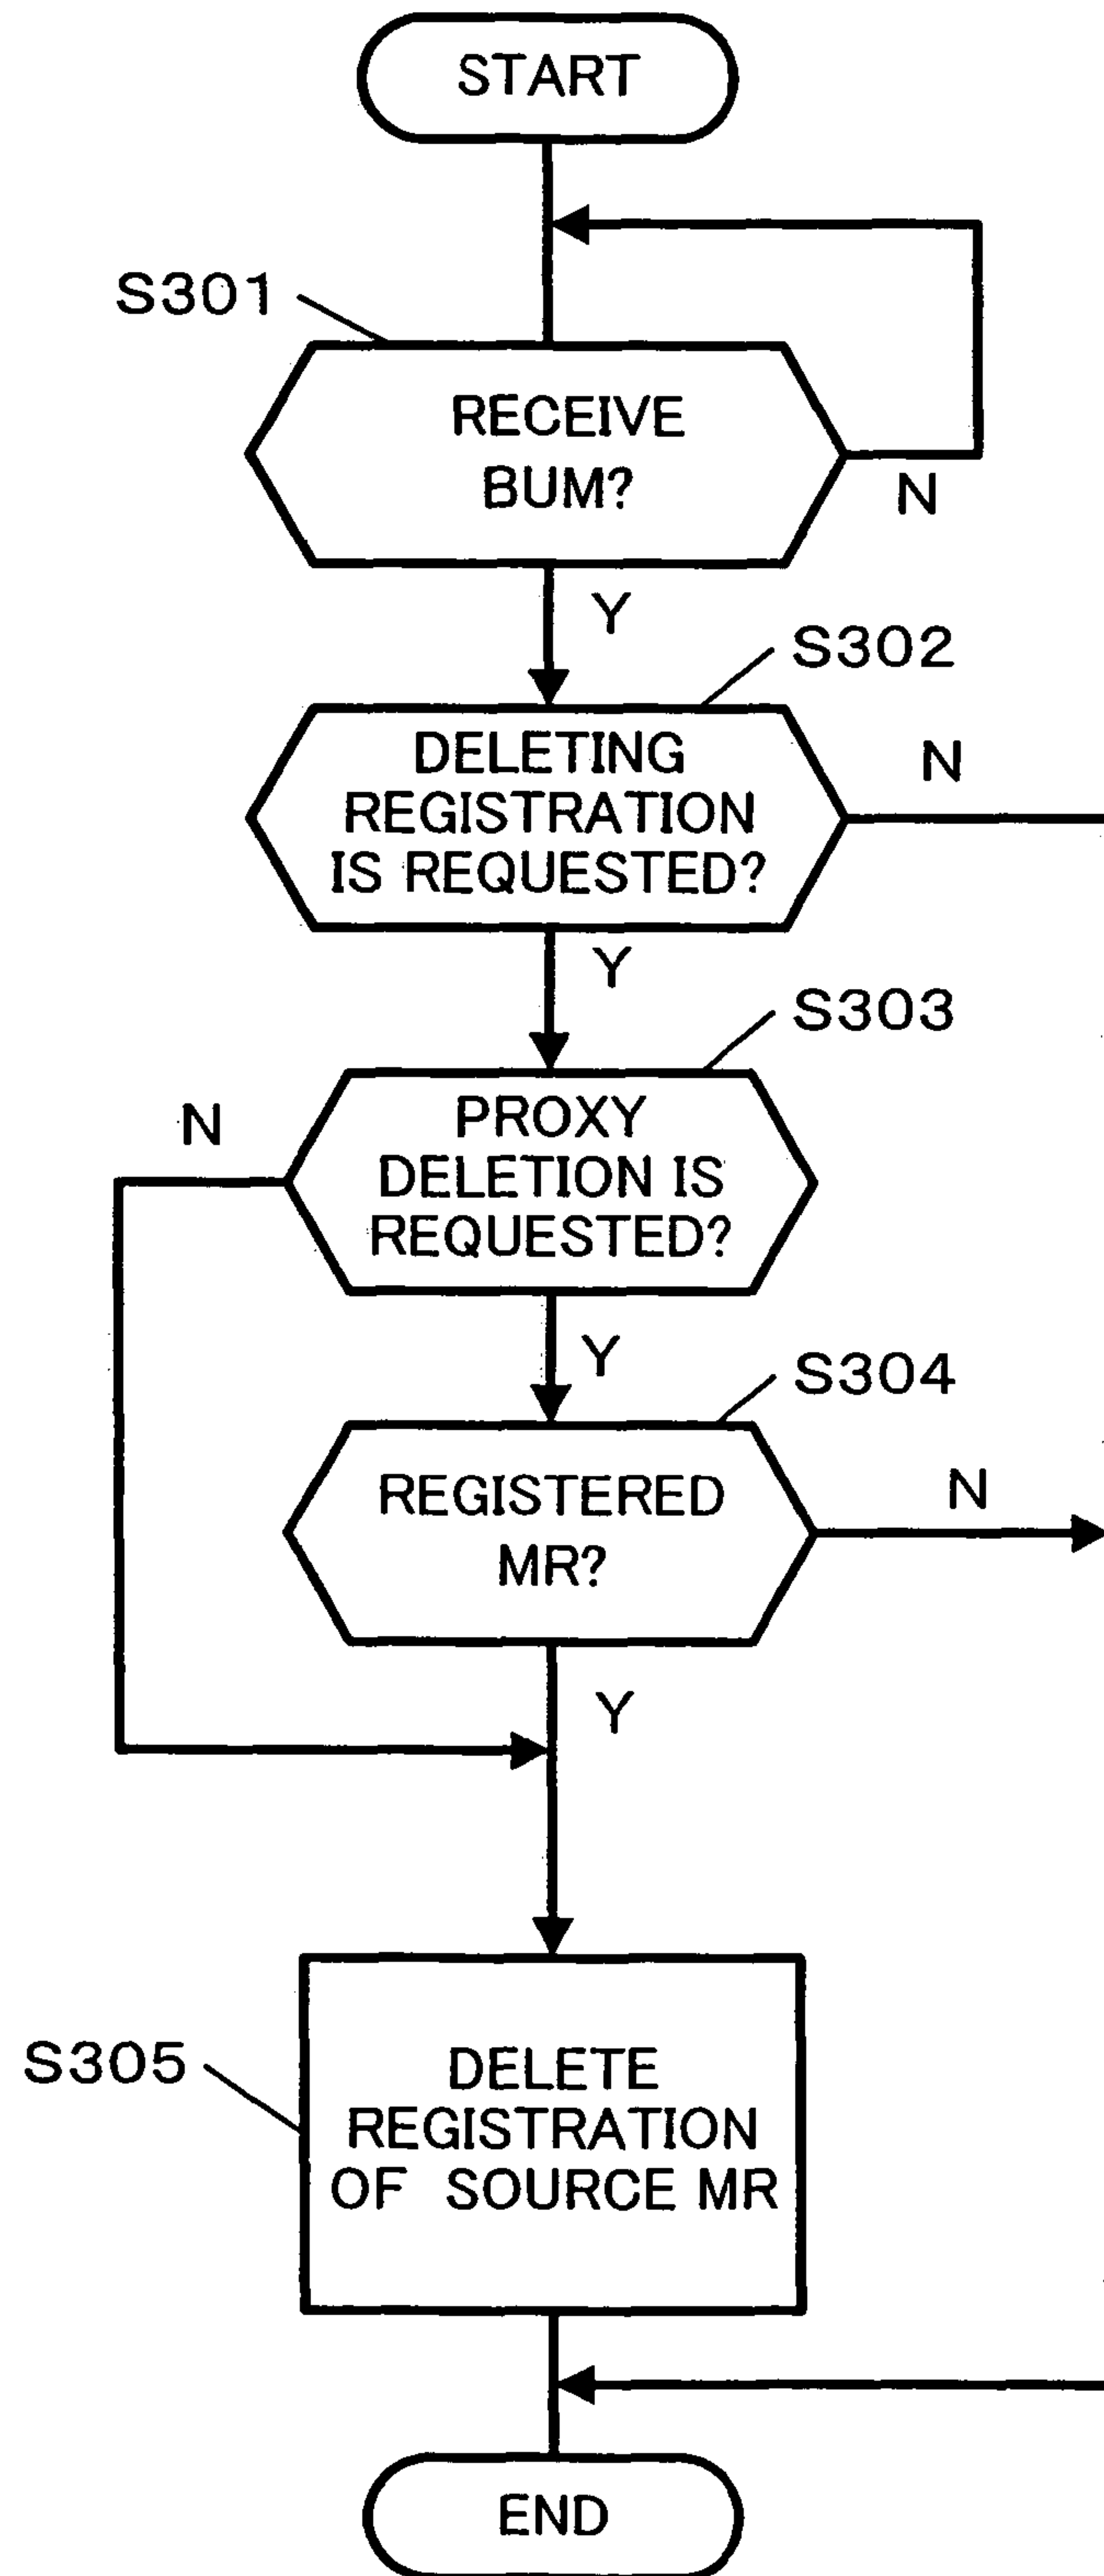 START
S301
RECEIVE
BUM?
N
Y
S302
DELETING
REGISTRATION
IS REQUESTED?
N
Y
S303
PROXY
DELETION IS
REQUESTED?
N
Y
S304
REGISTERED
MR?
N
Y
S305
DELETE
REGISTRATION
OF SOURCE MR
END